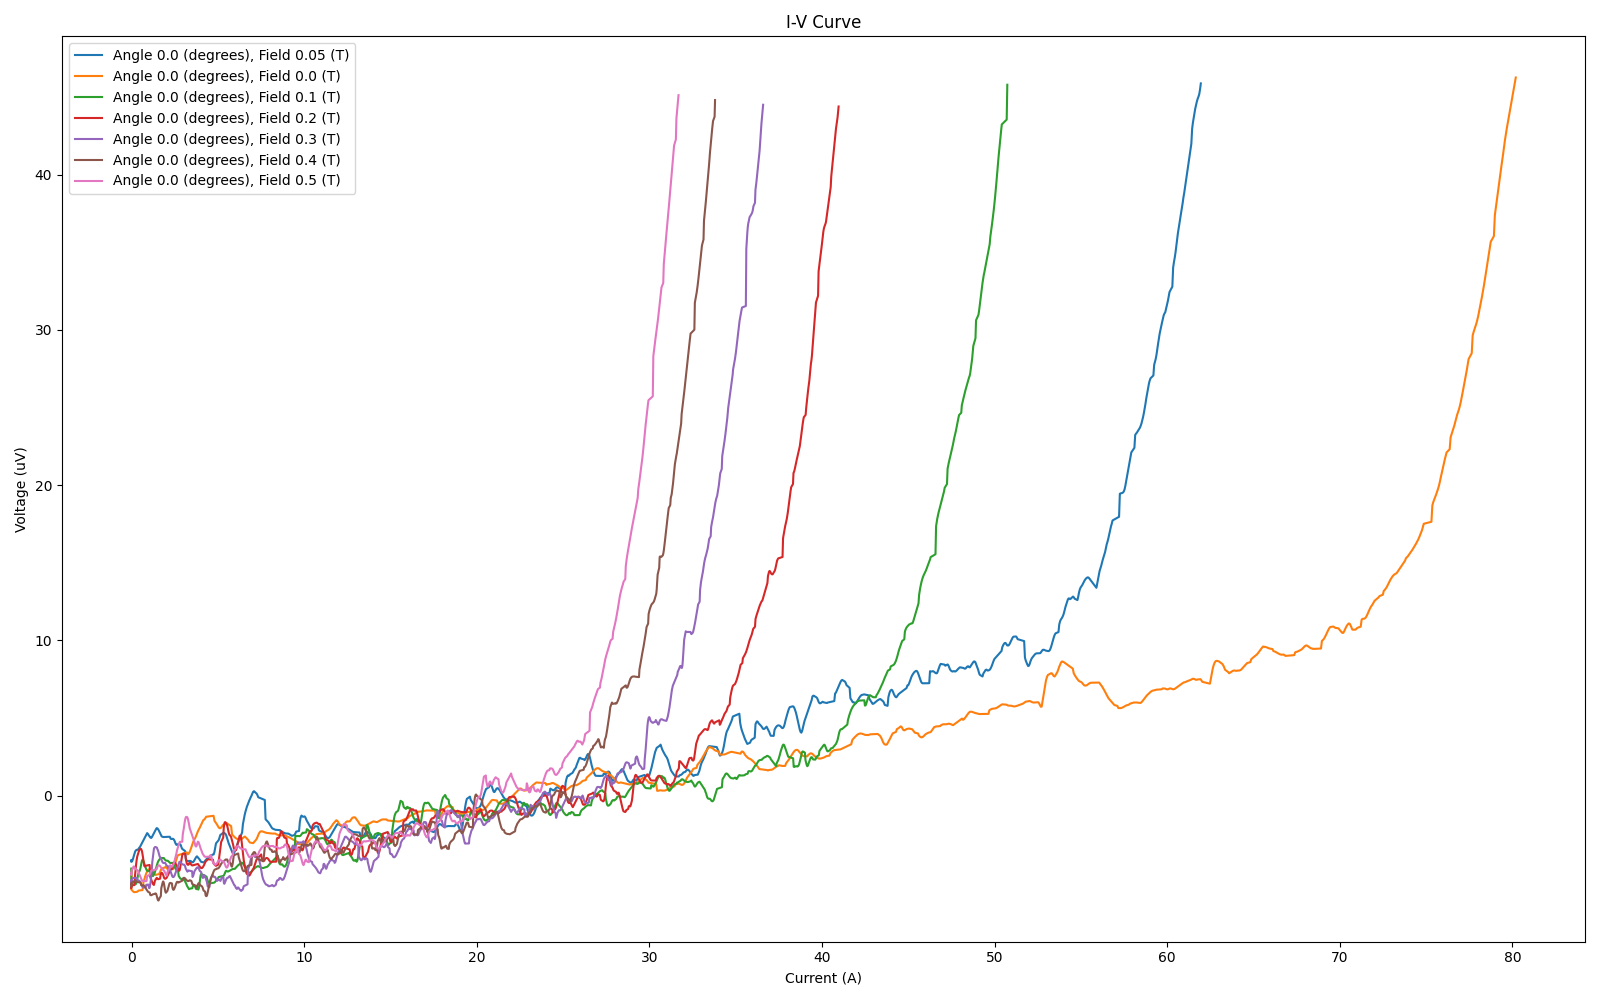 I-V Curve
Angle 0.0 (degrees), Field 0.05 (T)
Angle 0.0 (degrees), Field 0.0 (T)
Angle 0.0 (degrees), Field 0.1 (T)
Angle 0.0 (degrees), Field 0.2 (T)
Angle 0.0 (degrees), Field 0.3 (T)
Angle 0.0 (degrees), Field 0.4 (T)
Angle 0.0 (degrees), Field 0.5 (T)
Voltage (uV)
40
30
20
10
0
0 10 20 30 40 50 60 70 80
Current (A)